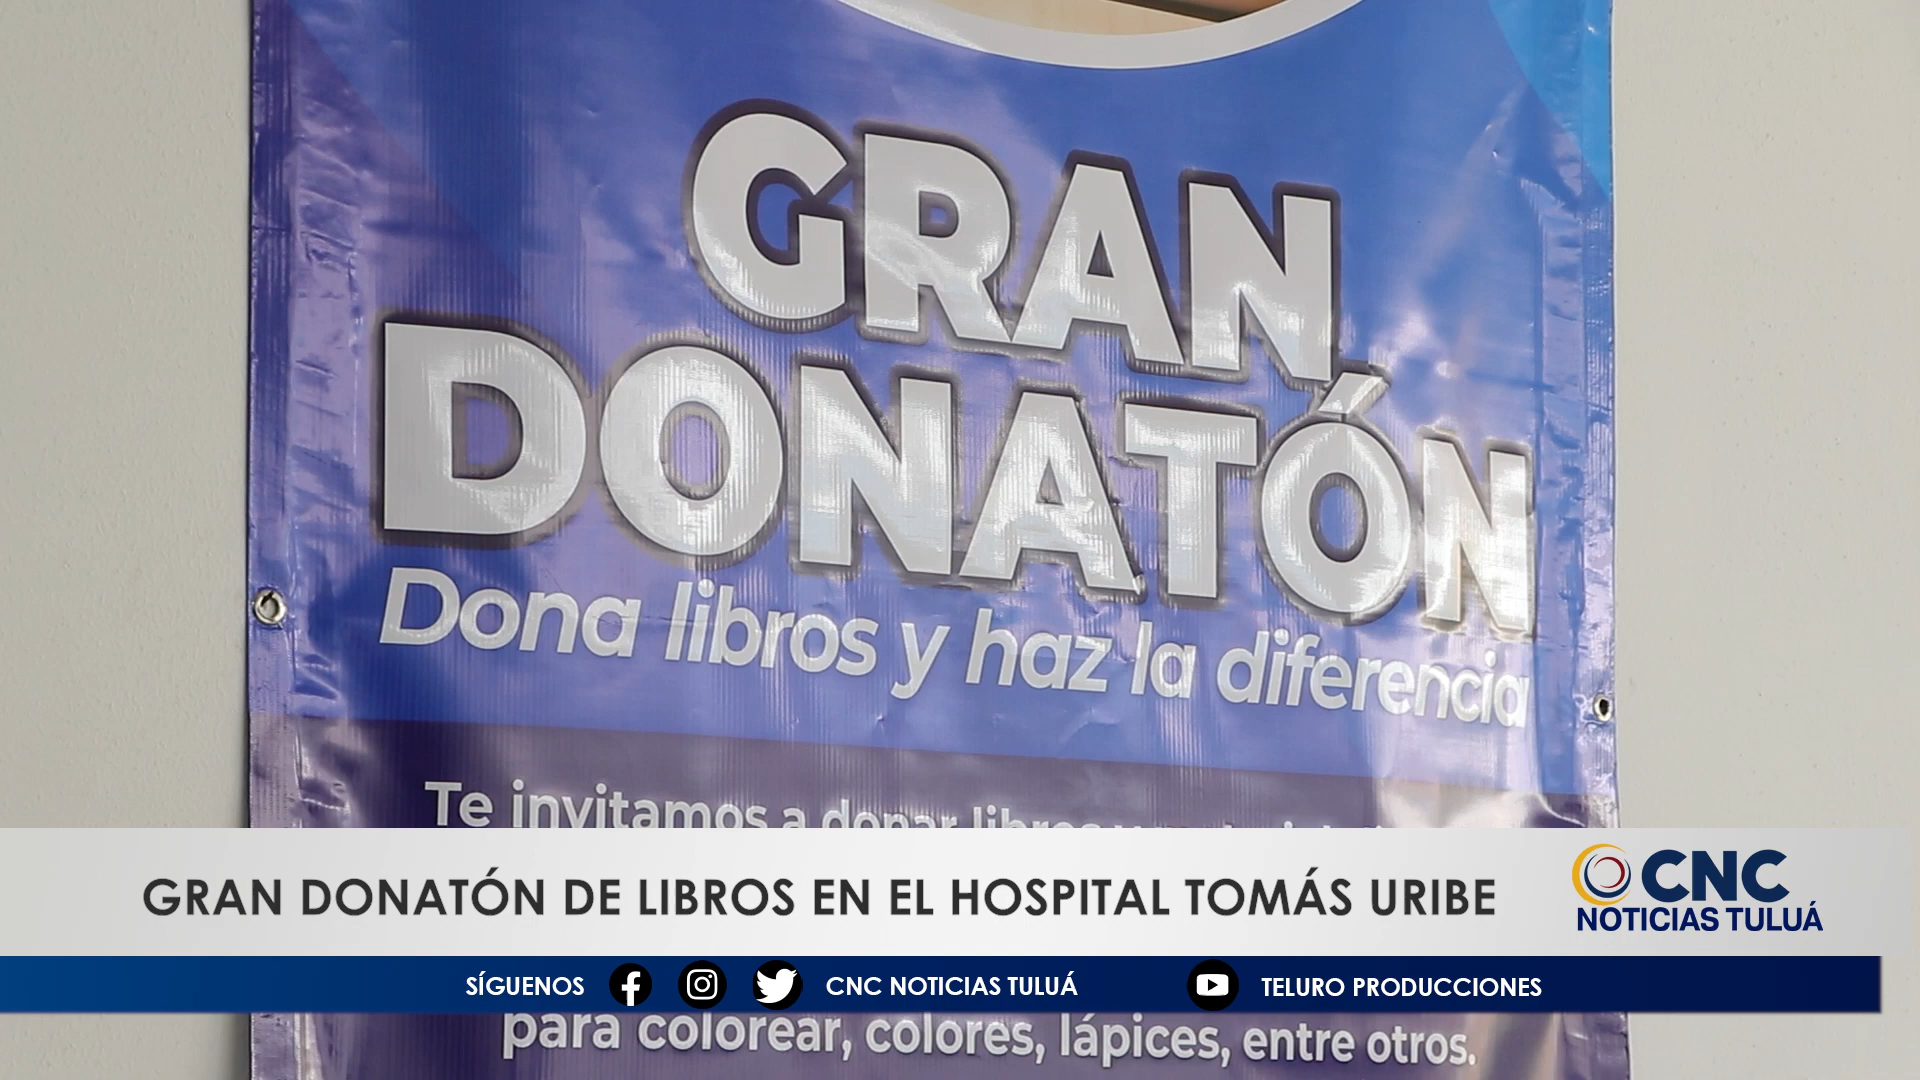 GRAN
DONATÓN
Dona libros y haz la diferencia
Te invitamos a donar libros y
GRAN DONATÓN DE LIBROS EN EL HOSPITAL TOMÁS URIBE
CNC
NOTICIAS TULUÁ
SÍGUENOS CNC NOTICIAS TULUÁ TELURO PRODUCCIONES
para colorear, colores, lápices, entre otros.